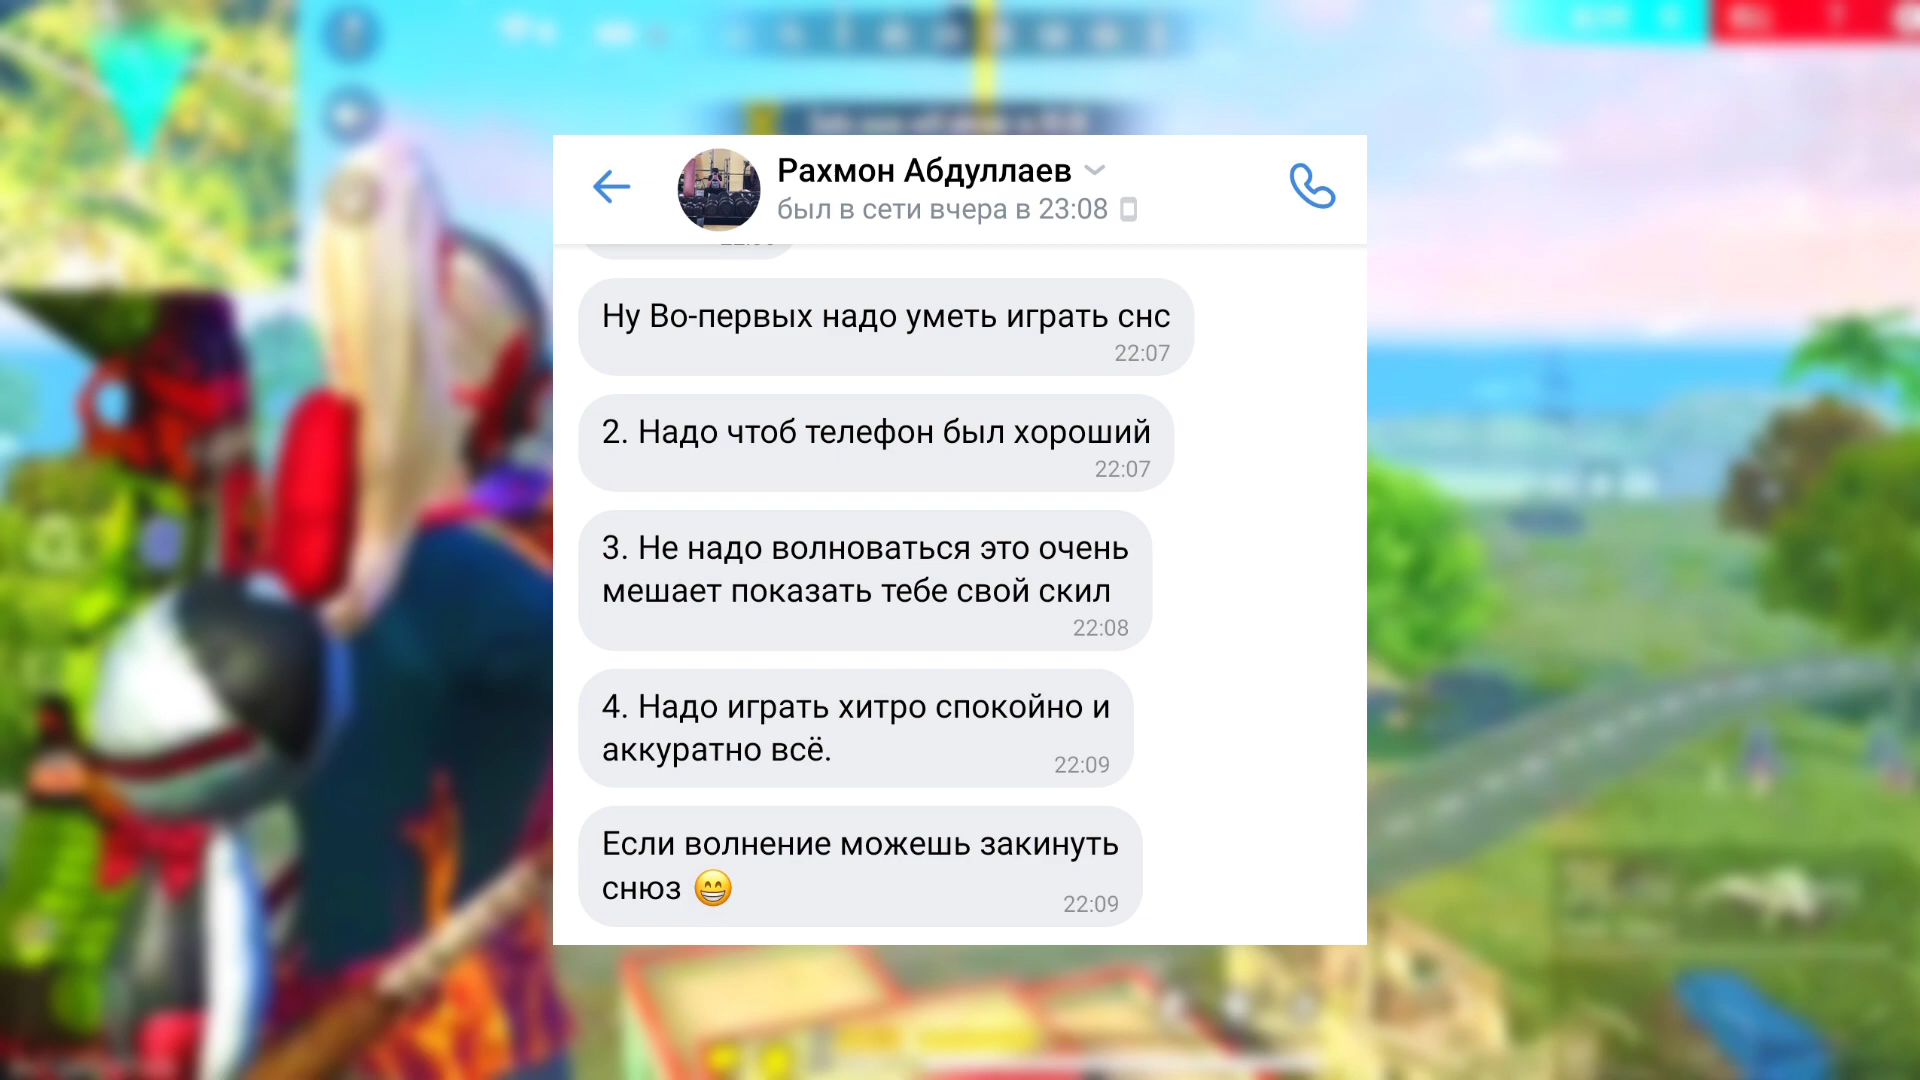 Рахмон Абдуллаев
был в сети вчера в 23:08
Ну Во-первых надо уметь играть снс
22:07
2. Надо чтоб телефон был хороший
22:07
3. Не надо волноваться это очень
мешает показать тебе свой скил
22:08
4. Надо играть хитро спокойно и
аккуратно всё.
22:09
Если волнение можешь закинуть
снюз 😁
22:09